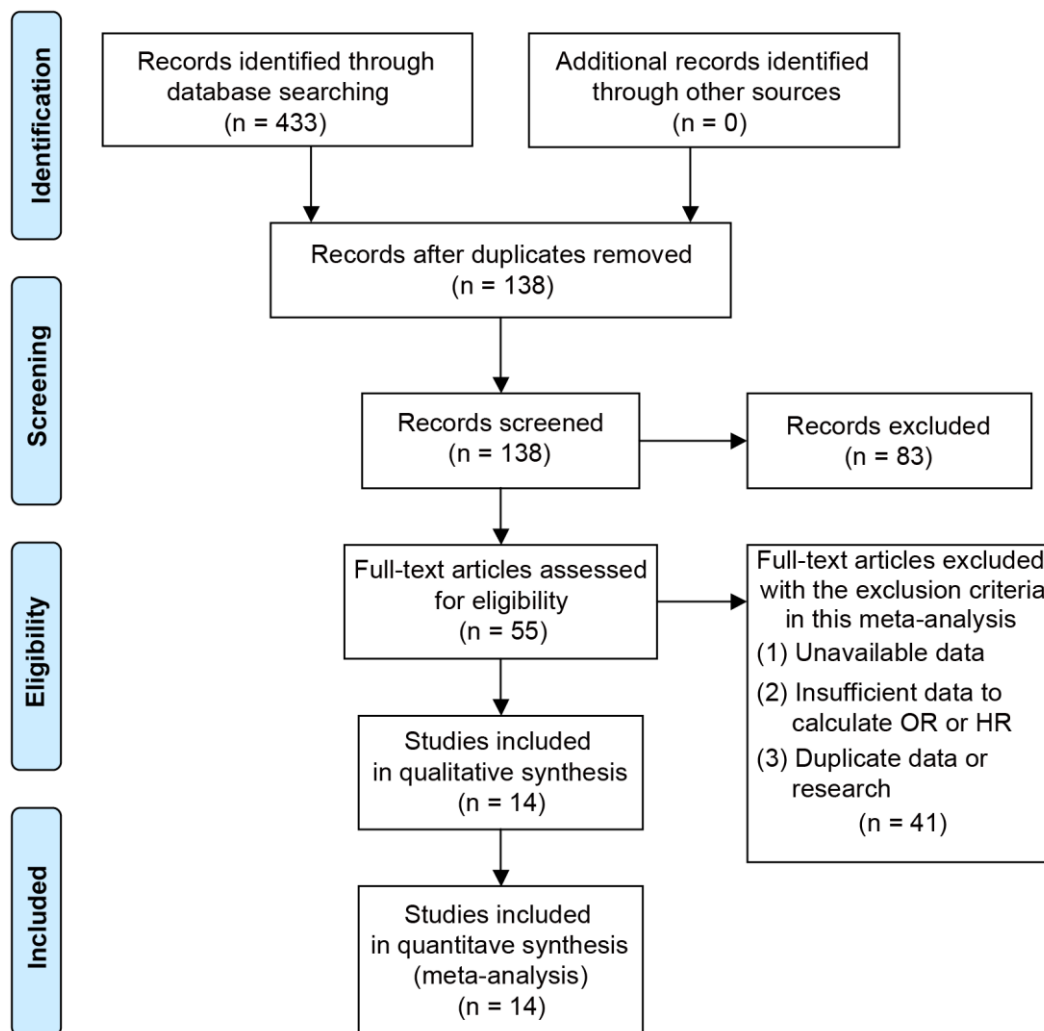 Identification
Records identified through
database searching
(n = 433)
Additional records identified
through other sources
(n = 0)
Records after duplicates removed
(n = 138)
Screening
Records screened
(n = 138)
Records excluded
(n = 83)
Eligibility
Full-text articles assessed
for eligibility
(n = 55)
Full-text articles excluded
with the exclusion criteria
in this meta-analysis
(1) Unavailable data
(2) Insufficient data to
calculate OR or HR
(3) Duplicate data or
research
(n = 41)
Studies included
in qualitative synthesis
(n = 14)
Included
Studies included
in quantitave synthesis
(meta-analysis)
(n = 14)